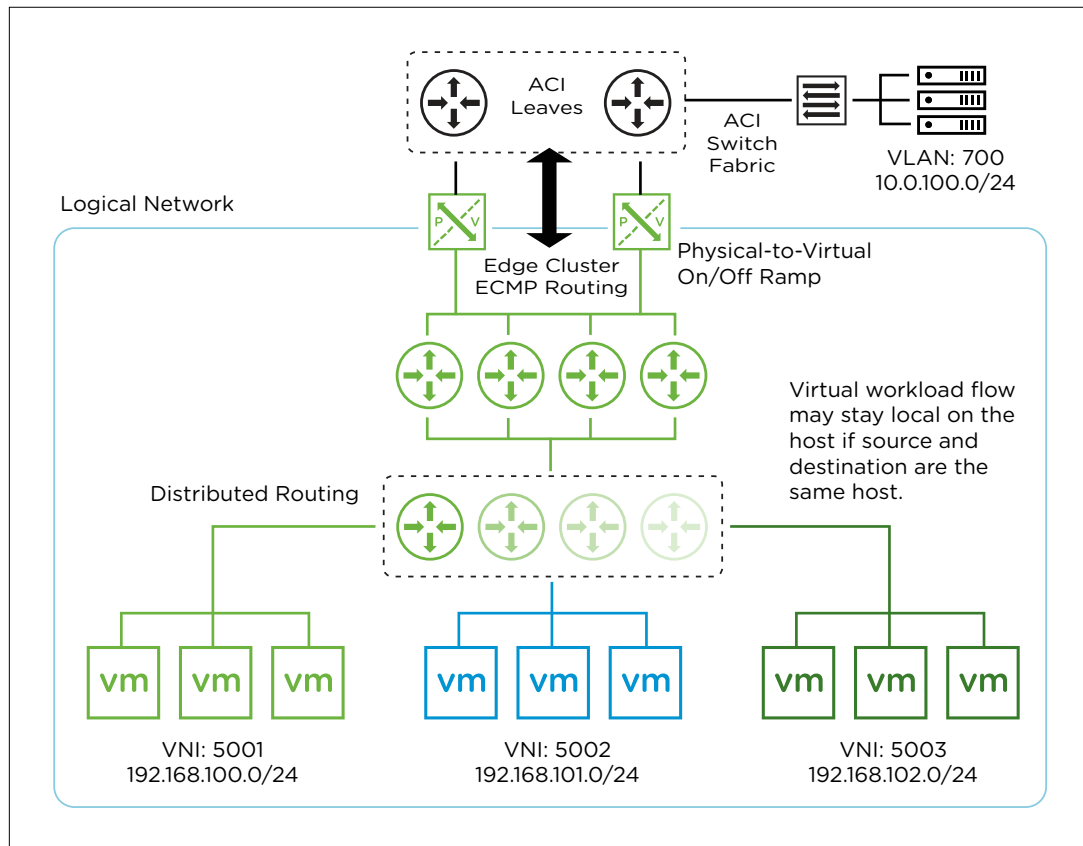 ACI
Leaves
ACI
Switch
Fabric
VLAN: 700
10.0.100.0/24
Logical Network
P V
P V
Physical-to-Virtual
On/Off Ramp
Edge Cluster
ECMP Routing
Virtual workload flow
may stay local on the
host if source and
destination are the
same host.
Distributed Routing
vm vm vm
vm vm vm
vm vm vm
VNI: 5001
192.168.100.0/24
VNI: 5002
192.168.101.0/24
VNI: 5003
192.168.102.0/24